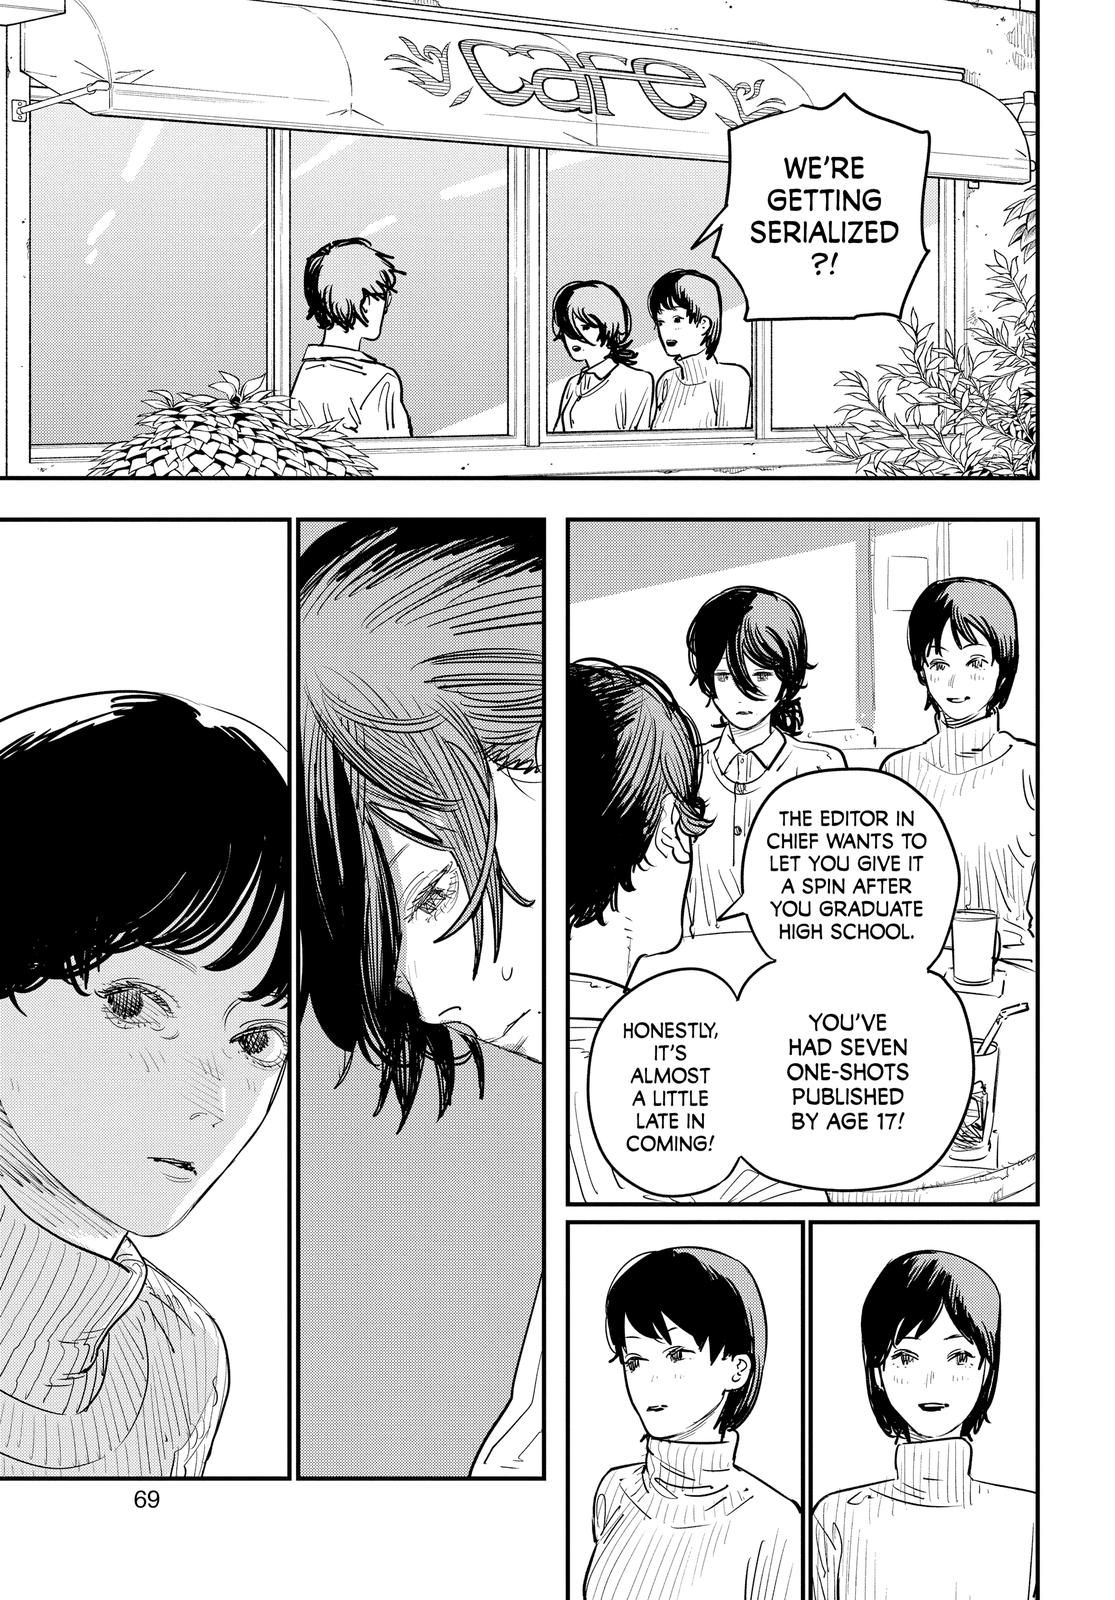 care
WE'RE
GETTING
SERIALIZED
?!
THE EDITOR IN
CHIEF WANTS TO
LET YOU GIVE IT
A SPIN AFTER
YOU GRADUATE
HIGH SCHOOL.
YOU'VE
HAD SEVEN
ONE-SHOTS
PUBLISHED
BY AGE 17!
HONESTLY,
IT'S
ALMOST
A LITTLE
LATE IN
COMING!
69